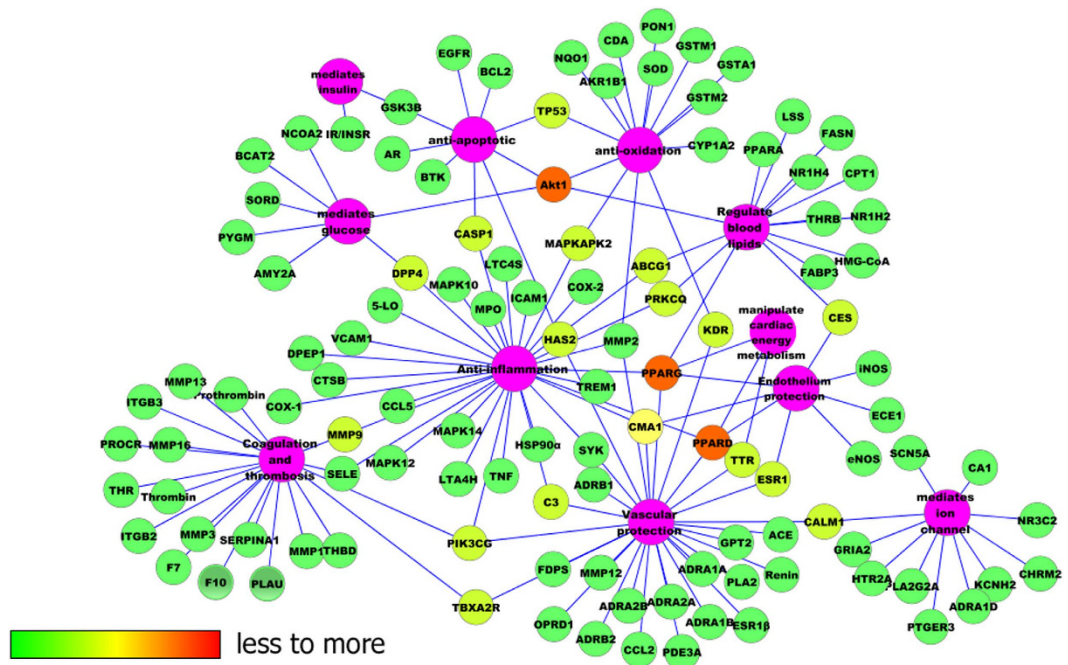 PON1
EGFR
CDA
GSTM1
NQO1
SOD
GSTA1
mediates
insulin
BCL2
AKR1B1
GSTM2
GSK3B
TP53
LSS
NCOA2
IR/INSR
anti-apoptotic
anti-oxidation
CYP1A2
PPARA
FASN
BCAT2
AR
BTK
Akt1
NR1H4
CPT1
SORD
mediates
glucose
Regulate
blood
lipids
THRB
NR1H2
PYGM
CASP1
MAPKAPK2
AMY2A
DPP4
LTC4S
ABCG1
FABP3
HMG-CoA
MAPK10
COX-2
5-LO
MPO
ICAM1
PRKCQ
manipulate
cardiac
energy
metabolism
CES
VCAM1
HAS2
MMP2
KDR
DPEP1
CTSB
Anti-inflammation
PPARG
Endothelium
protection
iNOS
MMP13
Prothrombin
TREM1
ITGB3
COX-1
CCL5
ECE1
MMP9
MAPK14
HSP90α
CMA1
PPARD
PROCR
MMP16
Coagulation
and
thrombosis
MAPK12
SYK
TTR
eNOS
SCN5A
CA1
SELE
LTA4H
TNF
ADRB1
ESR1
THR
Thrombin
C3
Vascular
protection
CALM1
mediates
ion
channel
NR3C2
ITGB2
MMP3
SERPINA1
MMP1
THBD
PIK3CG
GPT2
ACE
GRIA2
F7
F10
PLAU
FDPS
MMP12
ADRA1A
PLA2
Renin
HTR2A
PLA2G2A
KCNH2
CHRM2
TBXA2R
ADRA2B
ADRA2A
ADRA1D
OPRD1
ADRB2
CCL2
PDE3A
ADRA1B
ESR1β
PTGER3
less to more